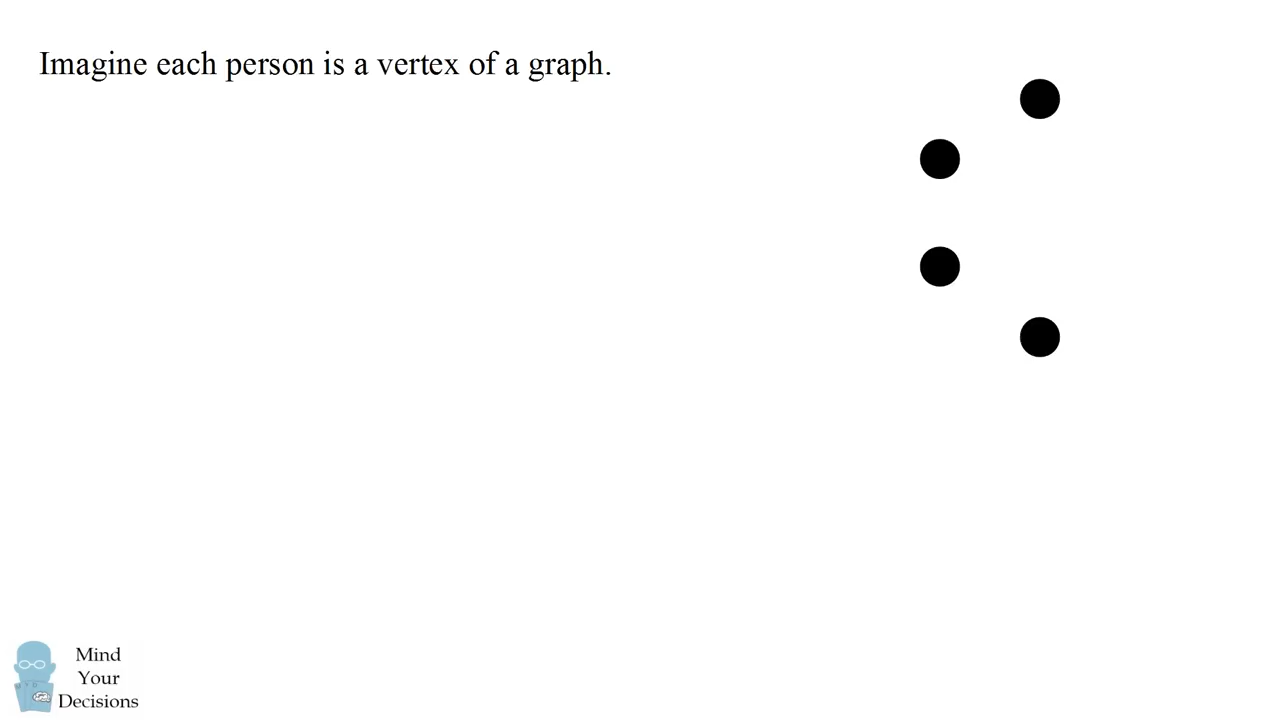 Imagine each person is a vertex of a graph.
Mind
Your
Decisions